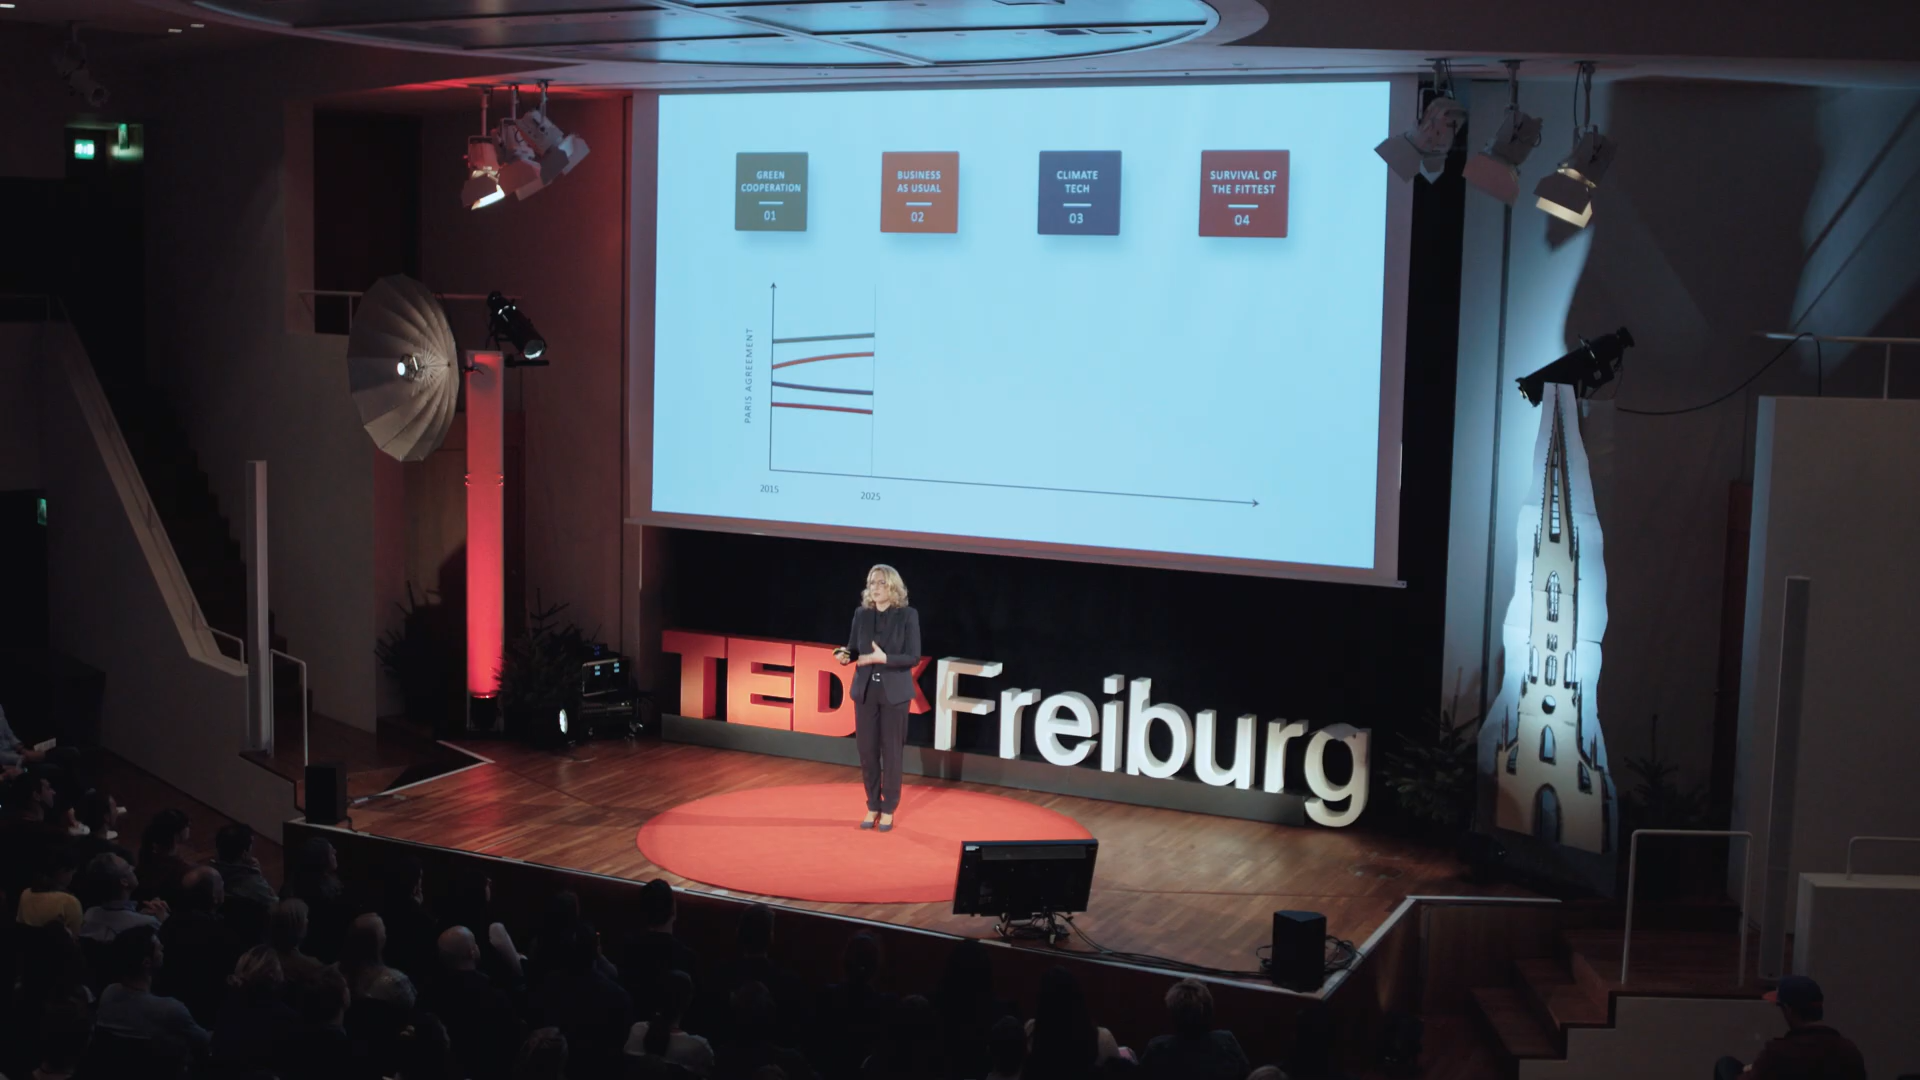 GREEN
COOPERATION
01
BUSINESS
AS USUAL
02
CLIMATE
TECH
03
SURVIVAL OF
THE FITTEST
04
PARIS AGREEMENT
2015
2025
TEDx Freiburg